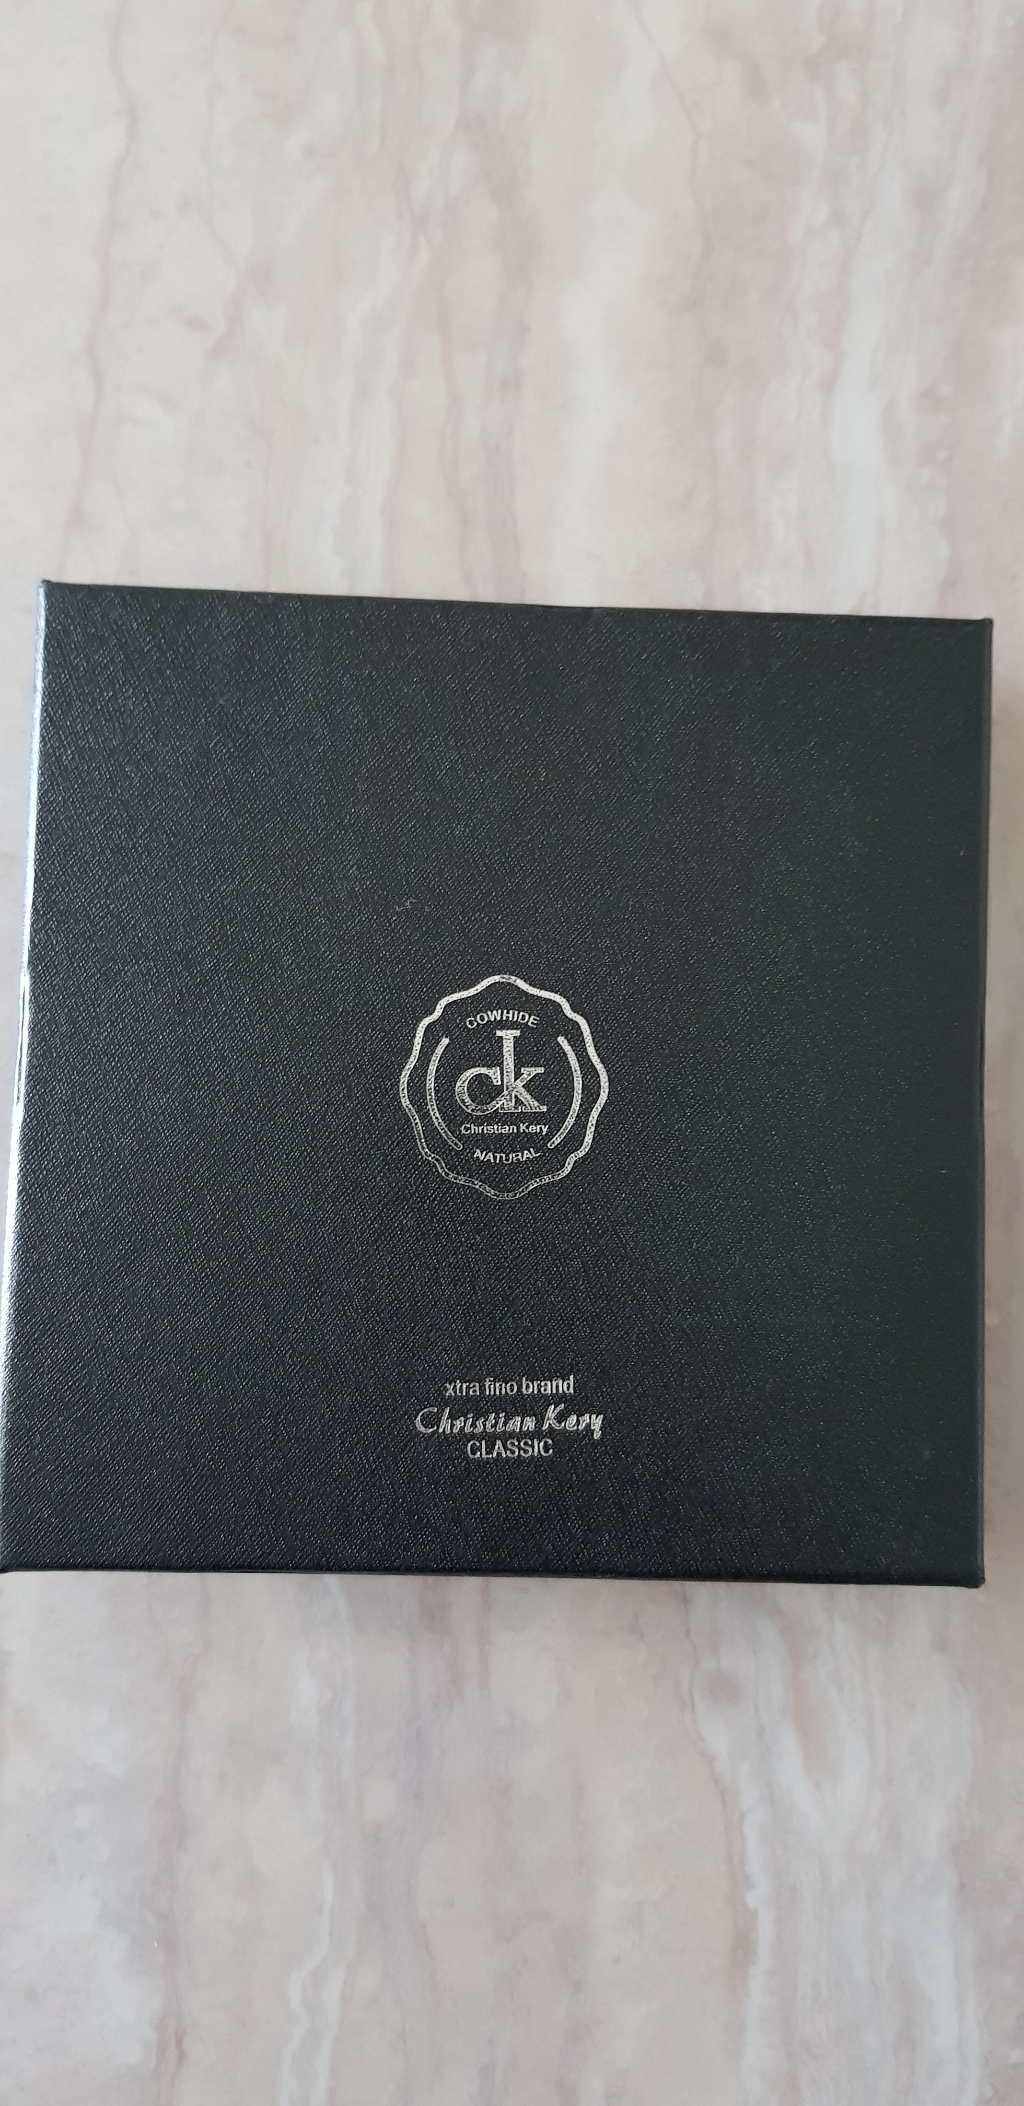 COWHIDE
ck
Christian Kery
NATURAL
xtra fino brand
Christian Kery
CLASSIC